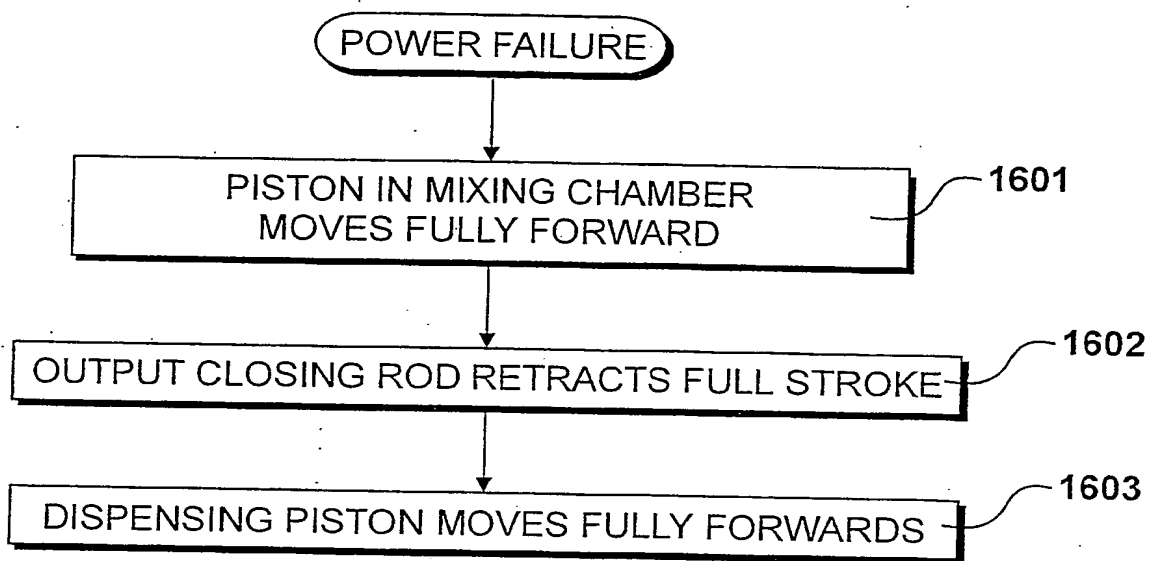 POWER FAILURE
PISTON IN MIXING CHAMBER
MOVES FULLY FORWARD
1601
OUTPUT CLOSING ROD RETRACTS FULL STROKE
1602
DISPENSING PISTON MOVES FULLY FORWARDS
1603